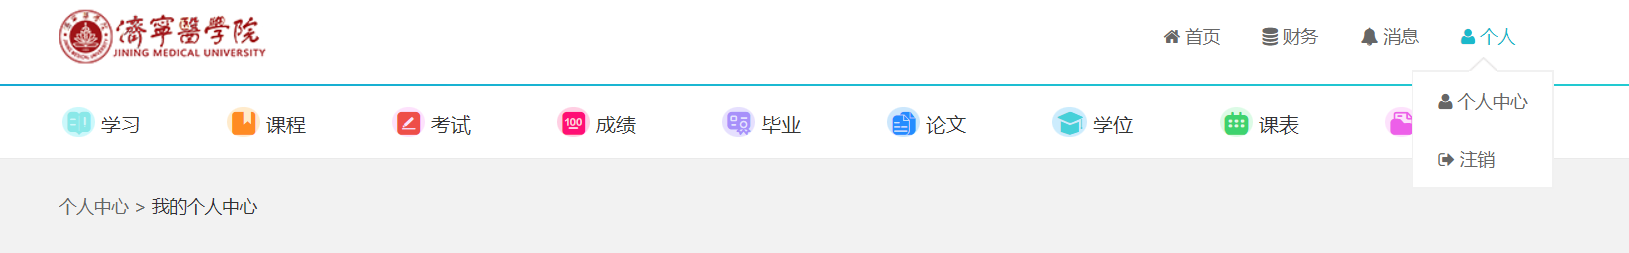 濟寧醫學院
JINING MEDICAL UNIVERSITY
首页 财务 消息 个人
个人中心
注销
学习 课程 考试 100 成绩 毕业 论文 学位 课表
个人中心 > 我的个人中心